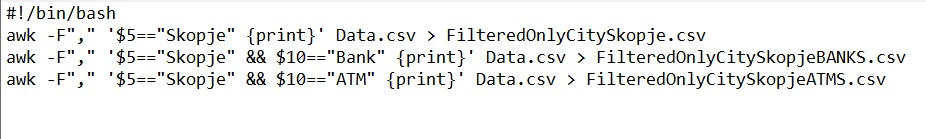 #!/bin/bash
awk -F"," '$5=="Skopje" {print}' Data.csv > FilteredOnlyCitySkopje.csv
awk -F"," '$5=="Skopje" && $10=="Bank" {print}' Data.csv > FilteredOnlyCitySkopjeBANKS.csv
awk -F"," '$5=="Skopje" && $10=="ATM" {print}' Data.csv > FilteredOnlyCitySkopjeATMS.csv